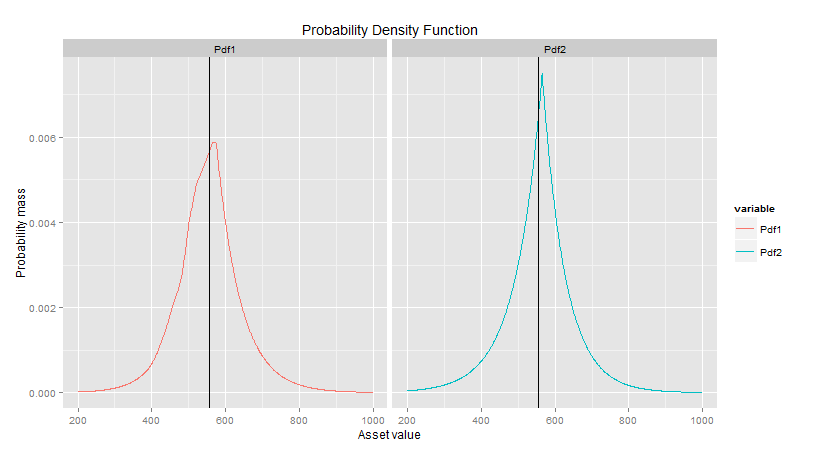 Probability Density Function
Pdf1
Pdf2
Probability mass
0.006
0.004
0.002
0.000
200
400
600
800
1000
200
400
600
800
1000
Asset value
variable
Pdf1
Pdf2